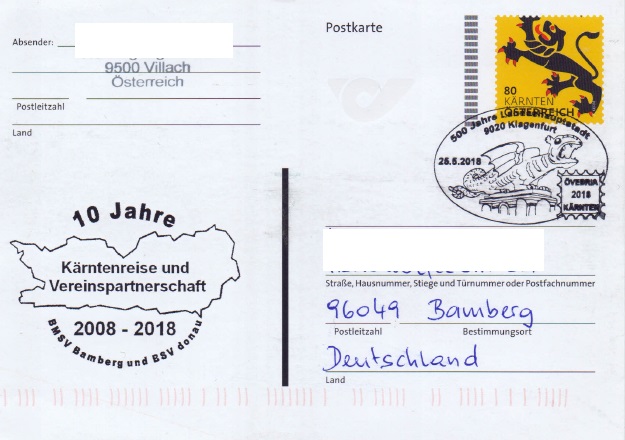 Absender:
9500 Villach
Österreich
Postleitzahl
Land
Postkarte
80
KÄRNTEN
ÖSTERREICH
500 Jahre Landeshauptstadt
9020 Klagenfurt
25.5.2018
ÖVEBRIA
2018
KÄRNTEN
10 Jahre
Kärntenreise und
Vereinspartnerschaft
2008 - 2018
BMSV Bamberg und BSV donau
Straße, Hausnummer, Stiege und Türnummer oder Postfachnummer
96049 Bamberg
Postleitzahl Bestimmungsort
Deutschland
Land